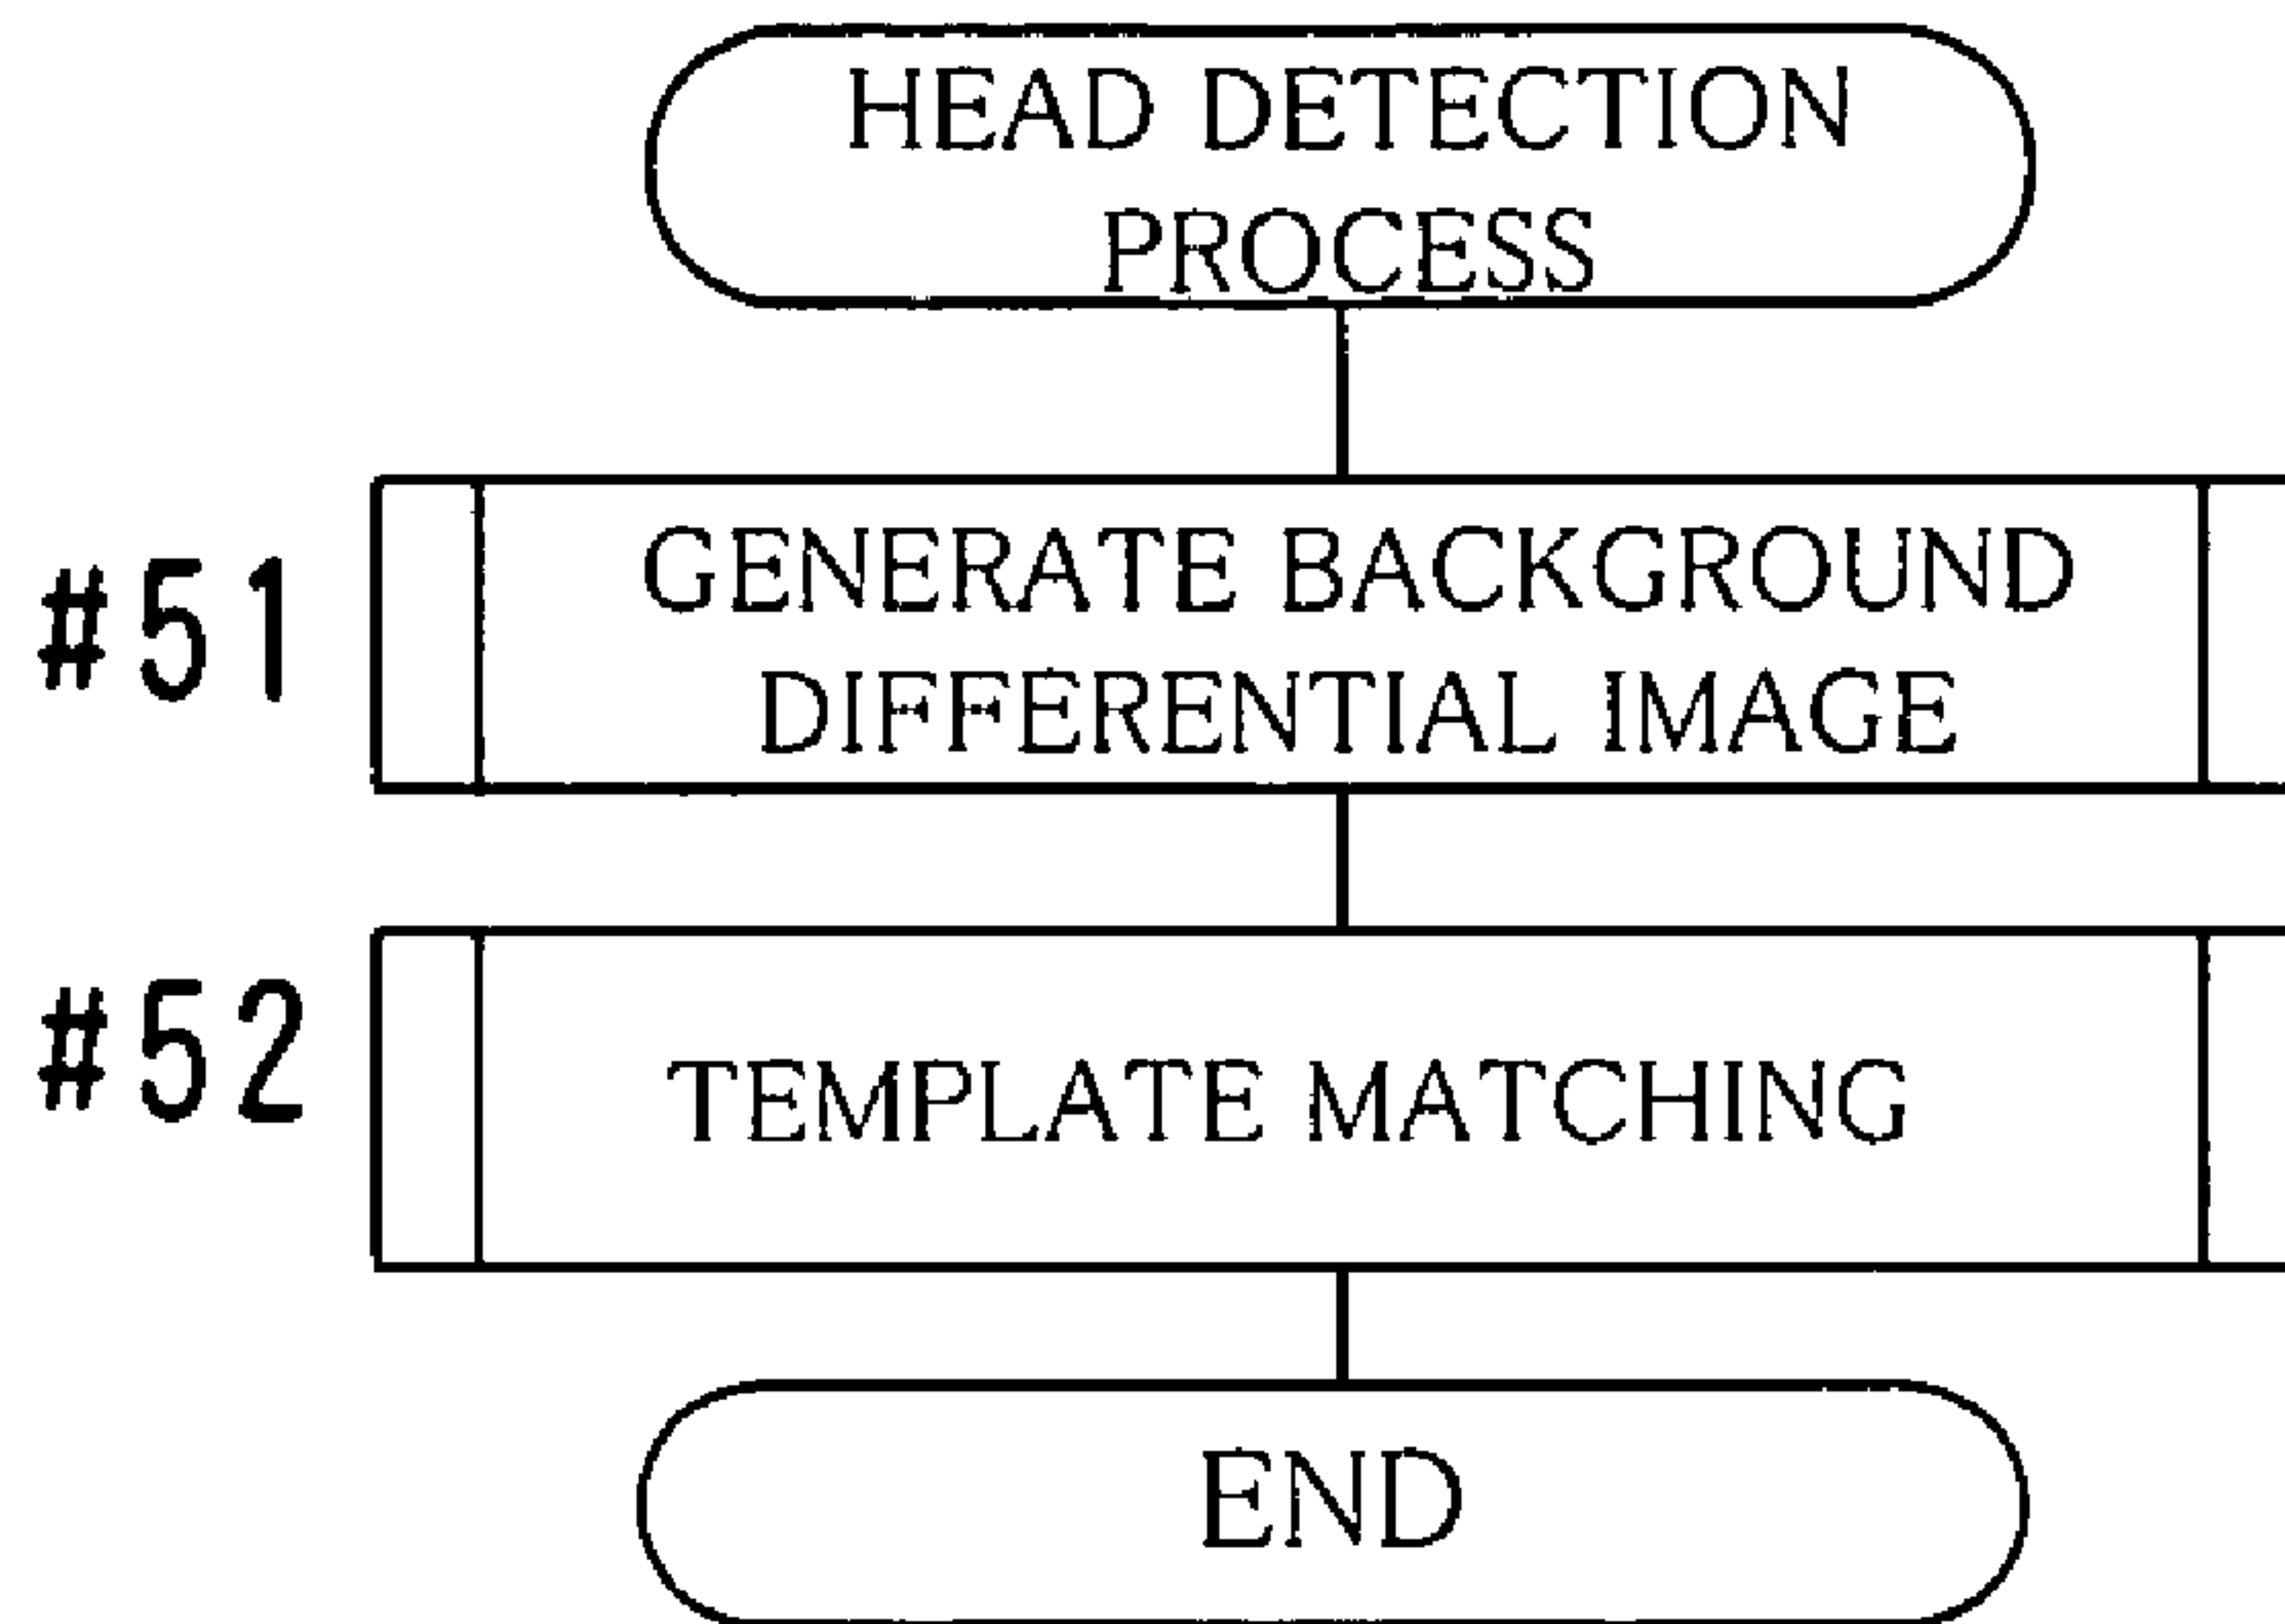 HEAD DETECTION
PROCESS
#51
GENERATE BACKGROUND
DIFFERENTIAL IMAGE
#52
TEMPLATE MATCHING
END